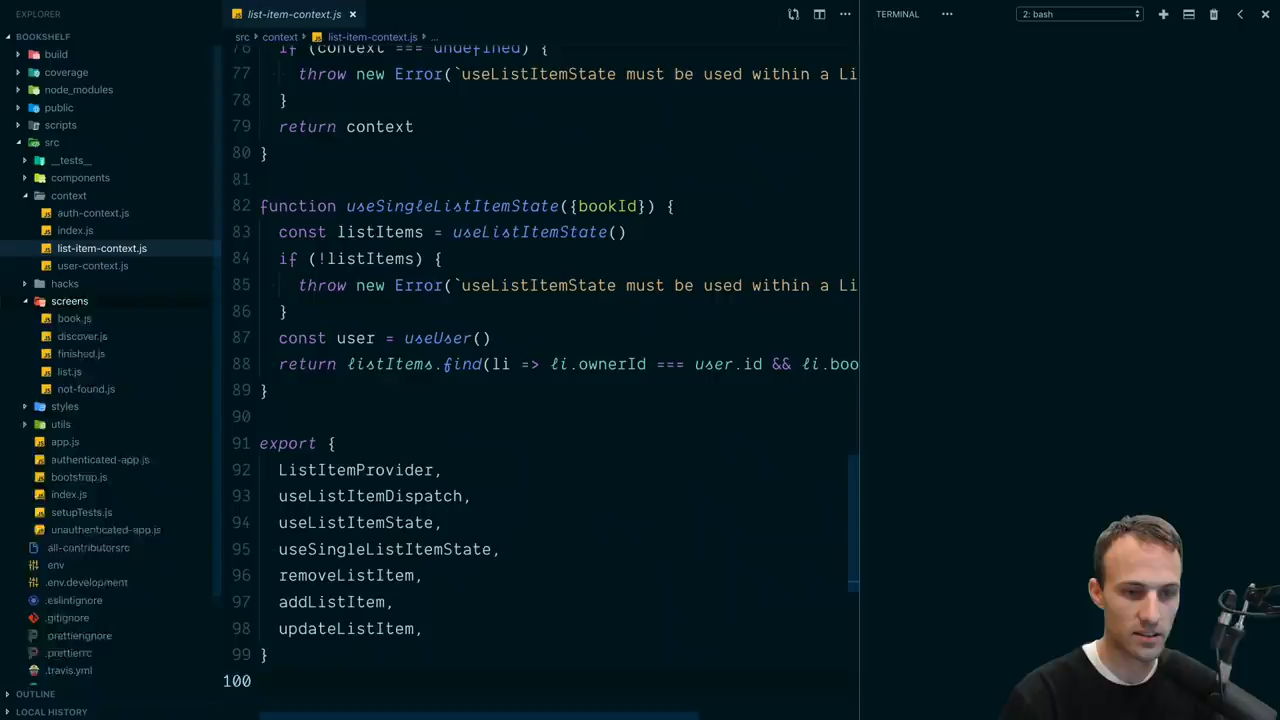 EXPLORER
BOOKSHELF
build
coverage
node_modules
public
scripts
src
__tests__
components
context
auth-context.js
index.js
list-item-context.js
user-context.js
hacks
screens
book.js
discover.js
finished.js
list.js
not-found.js
styles
utils
app.js
authenticated-app.js
bootstrap.js
index.js
setupTests.js
unauthenticated-app.js
.all-contributorsrc
.env
.env.development
.eslintignore
.gitignore
.prettierignore
.prettierrc
.travis.yml
OUTLINE
LOCAL HISTORY
list-item-context.js
src context list-item-context.js ...
76 if (context === undefined) {
77 throw new Error(`useListItemState must be used within a Li
78 }
79 return context
80 }
81
82 function useSingleListItemState({bookId}) {
83 const listItems = useListItemState()
84 if (!listItems) {
85 throw new Error(`useListItemState must be used within a Li
86 }
87 const user = useUser()
88 return listItems.find(li => li.ownerId === user.id && li.boo
89 }
90
91 export {
92 ListItemProvider,
93 useListItemDispatch,
94 useListItemState,
95 useSingleListItemState,
96 removeListItem,
97 addListItem,
98 updateListItem,
99 }
100
TERMINAL
2: bash